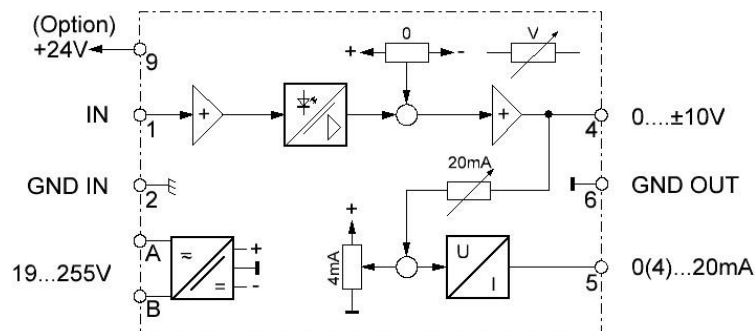 (Option)
+24V
9
0
+
-
V
IN
1
+
+
4
0....±10V
20mA
GND IN
2
6
GND OUT
+
A
≂
+
=
-
4mA
U
I
5
0(4)...20mA
19...255V
B